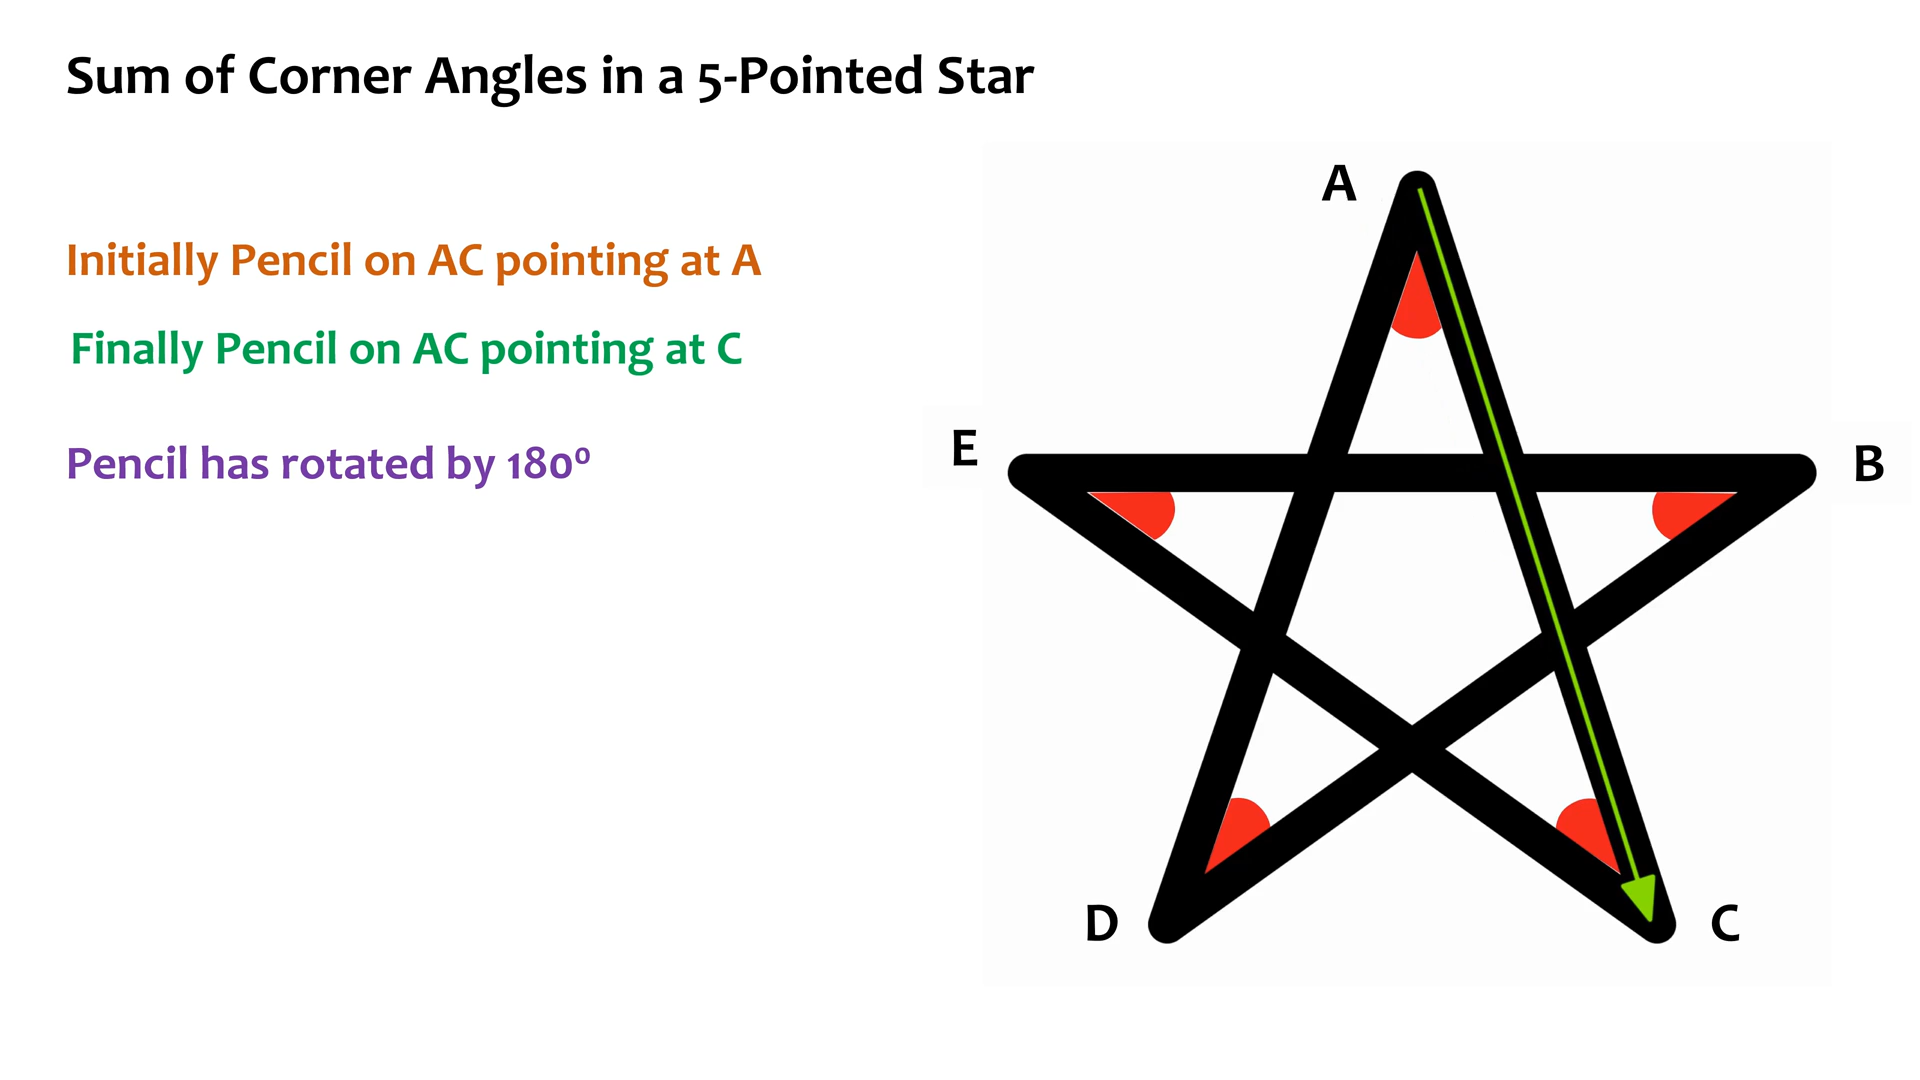 Sum of Corner Angles in a 5-Pointed Star
Initially Pencil on AC pointing at A
Finally Pencil on AC pointing at C
Pencil has rotated by 180⁰
A
E
B
D
C